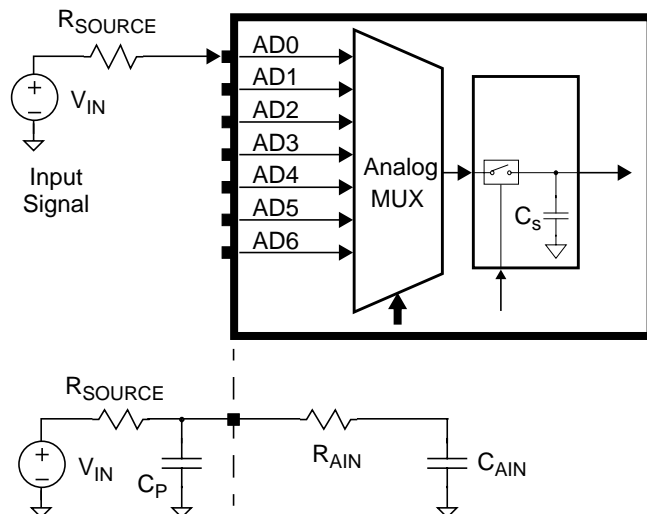 RSOURCE
VIN
Input
Signal
AD0
AD1
AD2
AD3
AD4
AD5
AD6
Analog
MUX
Cs
RSOURCE
VIN
CP
RAIN
CAIN